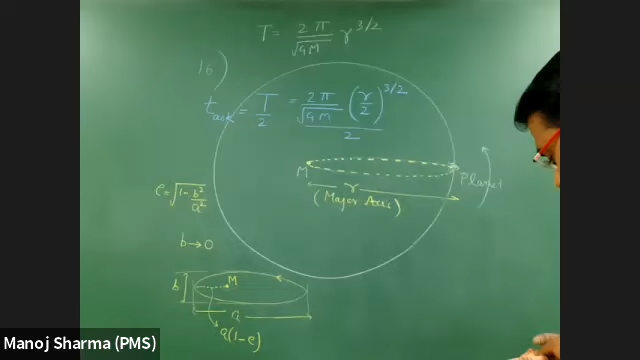 T = 2π/√GM r^3/2
16)
t_ask = T/2 = 2π/√GM (r/2)^3/2 / 2
M
Planet
r
(Major Axis)
e = √1 - b²/a²
b → 0
M
b
a
a(1-e)
Manoj Sharma (PMS)